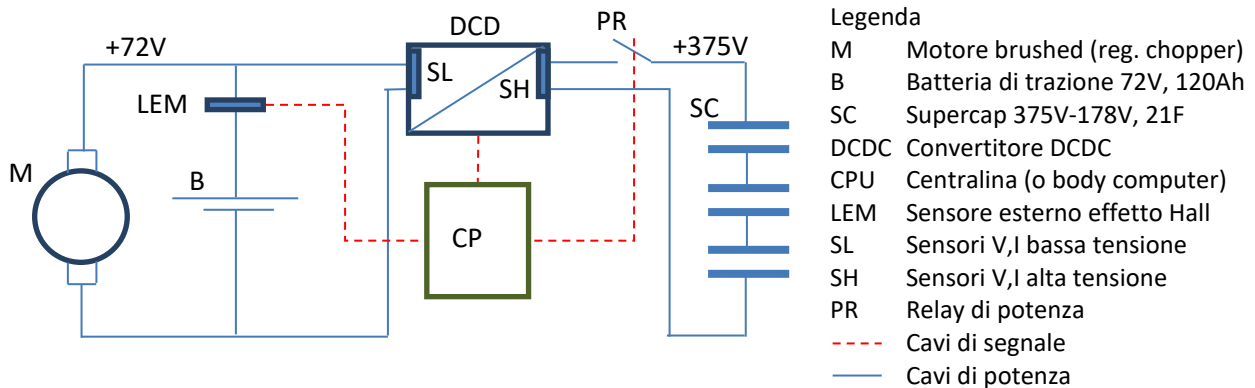 +72V
DCD
PR
+375V
SL
SH
LEM
SC
M
B
CP
Legenda
M Motore brushed (reg. chopper)
B Batteria di trazione 72V, 120Ah
SC Supercap 375V-178V, 21F
DCDC Convertitore DCDC
CPU Centralina (o body computer)
LEM Sensore esterno effetto Hall
SL Sensori V,I bassa tensione
SH Sensori V,I alta tensione
PR Relay di potenza
Cavi di segnale
Cavi di potenza